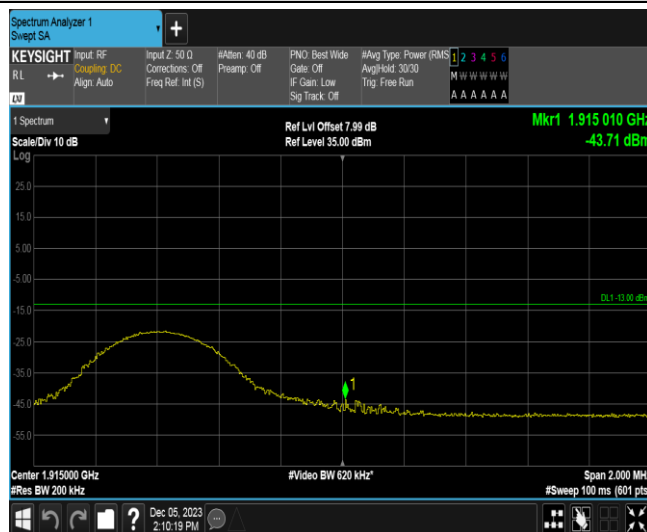 Spectrum Analyzer 1
Swept SA
KEYSIGHT
RL
Input: RF
Coupling: DC
Align: Auto
Input Z: 50 Ω
Corrections: Off
Freq Ref: Int (S)
#Atten: 40 dB
Preamp: Off
PNO: Best Wide
Gate: Off
IF Gain: Low
Sig Track: Off
#Avg Type: Power (RMS
Avg|Hold: 30/30
Trig: Free Run
1 2 3 4 5 6
M W W W W W
A A A A A A
1 Spectrum
Scale/Div 10 dB
Ref Lvl Offset 7.99 dB
Ref Level 35.00 dBm
Mkr1 1.915 010 GHz
-43.71 dBm
Log
25.0
15.0
5.00
-5.00
-15.0
-25.0
-35.0
-45.0
-55.0
DL1 -13.00 dBm
1
Center 1.915000 GHz
#Res BW 200 kHz
#Video BW 620 kHz*
Span 2.000 MHz
#Sweep 100 ms (601 pts)
Dec 05, 2023
2:10:19 PM